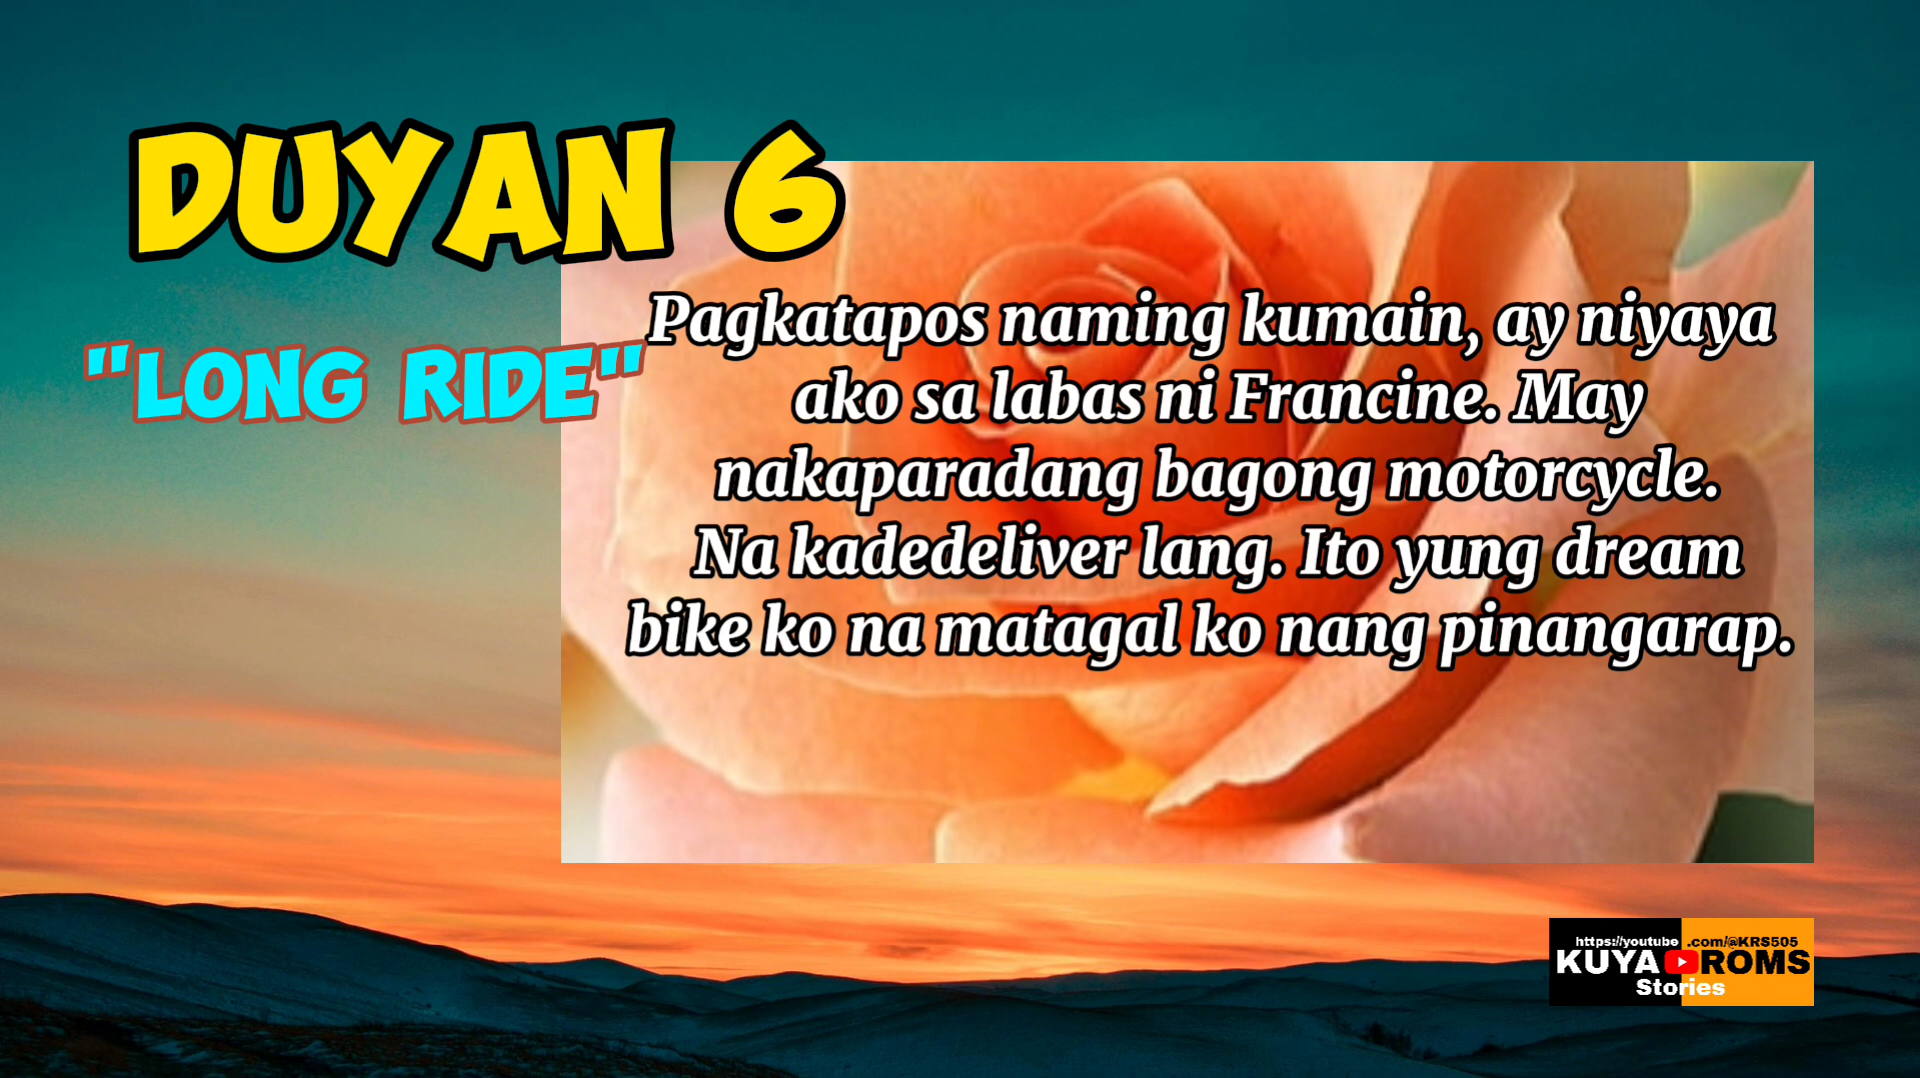 DUYAN 6
"LONG RIDE"
Pagkatapos naming kumain, ay niyaya
ako sa labas ni Francine. May
nakaparadang bagong motorcycle.
Na kadedeliver lang. Ito yung dream
bike ko na matagal ko nang pinangarap.
https://youtube.com/@KRS505
KUYA ROMS
Stories